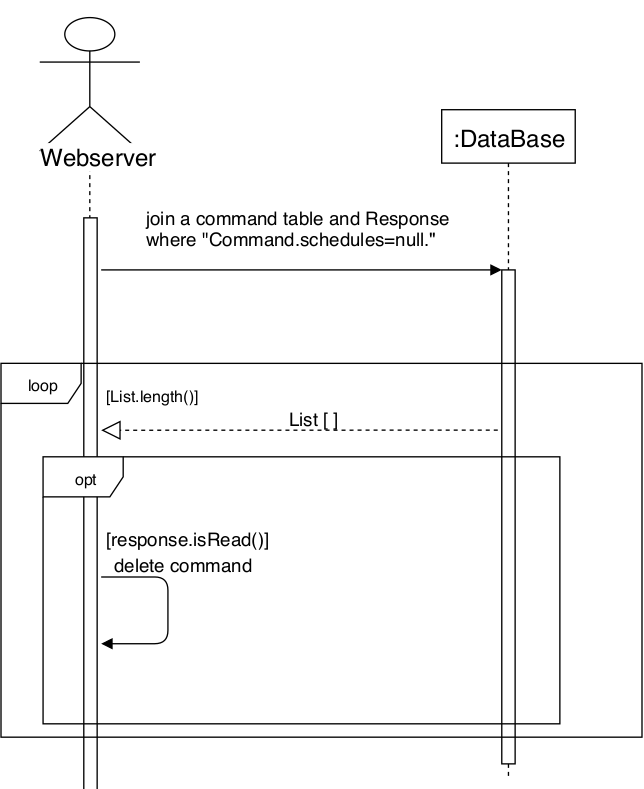 Webserver
:DataBase
join a command table and Response
where "Command.schedules=null."
loop
[List.length()]
List [ ]
opt
[response.isRead()]
delete command